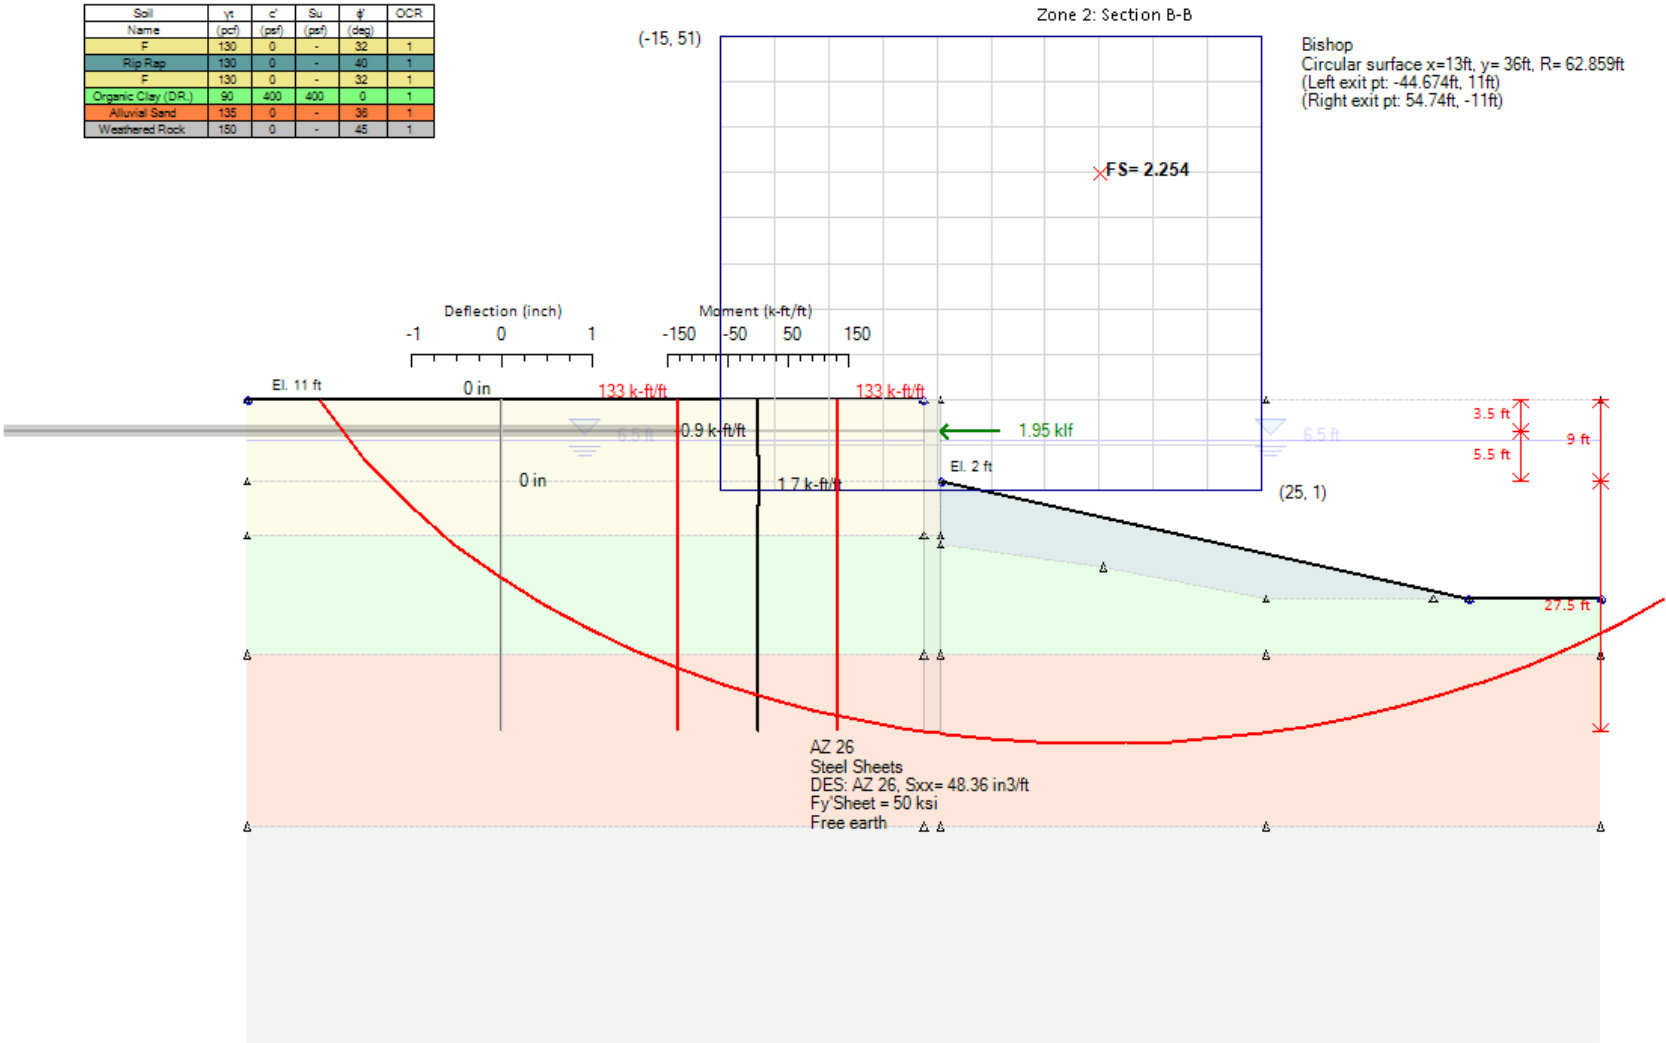 Soil γt c' Su ϕ' OCR
Name (pcf) (psf) (psf) (deg)
F 130 0 - 32 1
Rip Rap 130 0 - 40 1
F 130 0 - 32 1
Organic Clay (DR.) 90 400 400 0 1
Alluvial Sand 135 0 - 36 1
Weathered Rock 150 0 - 45 1
Zone 2: Section B-B
(-15, 51)
Bishop
Circular surface x=13ft, y= 36ft, R= 62.859ft
(Left exit pt: -44.674ft, 11ft)
(Right exit pt: 54.74ft, -11ft)
FS= 2.254
Deflection (inch)
-1 0 1
Moment (k-ft/ft)
-150 -50 50 150
El. 11 ft
0 in
133 k-ft/ft
133 k-ft/ft
6.5 ft
-0.9 k-ft/ft
1.95 klf
6.5 ft
3.5 ft
9 ft
5.5 ft
El. 2 ft
0 in
1.7 k-ft/ft
(25, 1)
27.5 ft
AZ 26
Steel Sheets
DES: AZ 26, Sxx= 48.36 in3/ft
Fy'Sheet = 50 ksi
Free earth